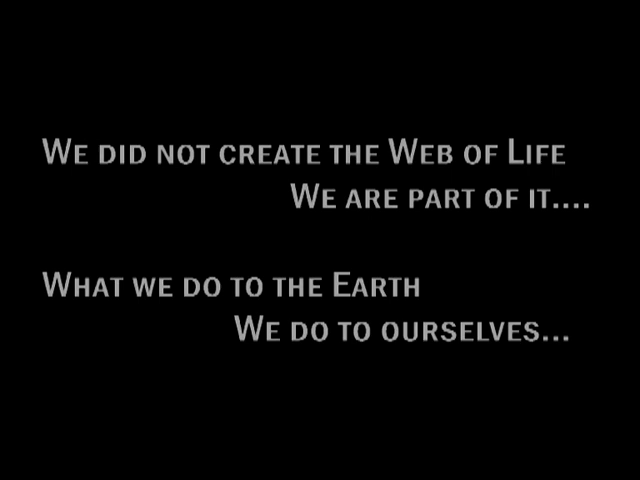 We did not create the Web of Life
We are part of it....
What we do to the Earth
We do to ourselves...